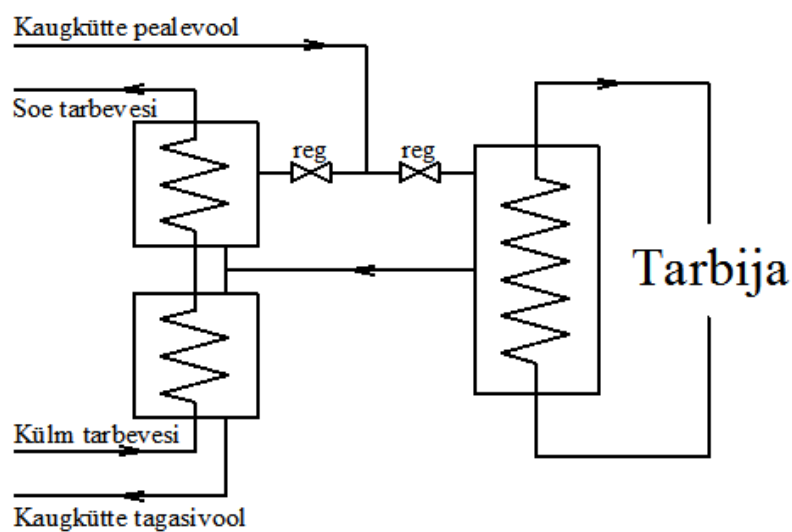 Kaugkütte pealevool
Soe tarbevesi
reg
reg
Tarbija
Külm tarbevesi
Kaugkütte tagasivool